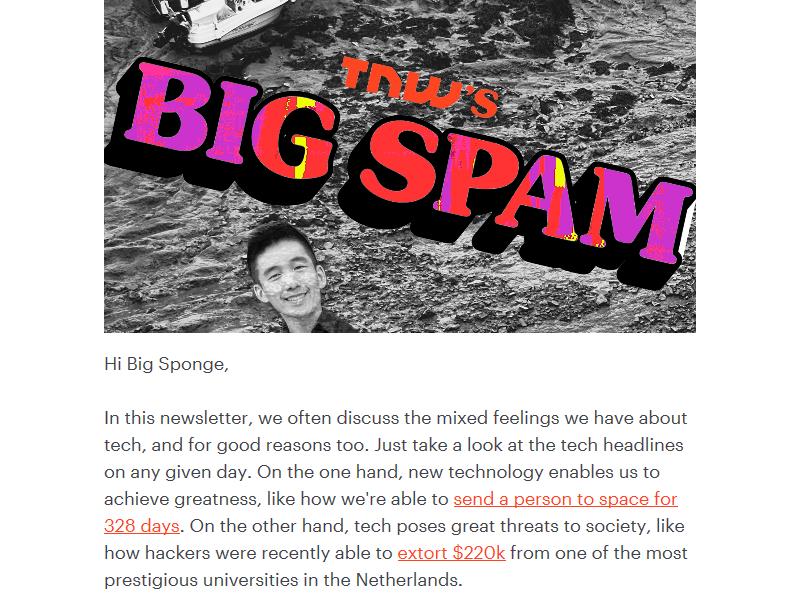 TNW's
BIG SPAM
Hi Big Sponge,
In this newsletter, we often discuss the mixed feelings we have about
tech, and for good reasons too. Just take a look at the tech headlines
on any given day. On the one hand, new technology enables us to
achieve greatness, like how we're able to send a person to space for
328 days. On the other hand, tech poses great threats to society, like
how hackers were recently able to extort $220k from one of the most
prestigious universities in the Netherlands.